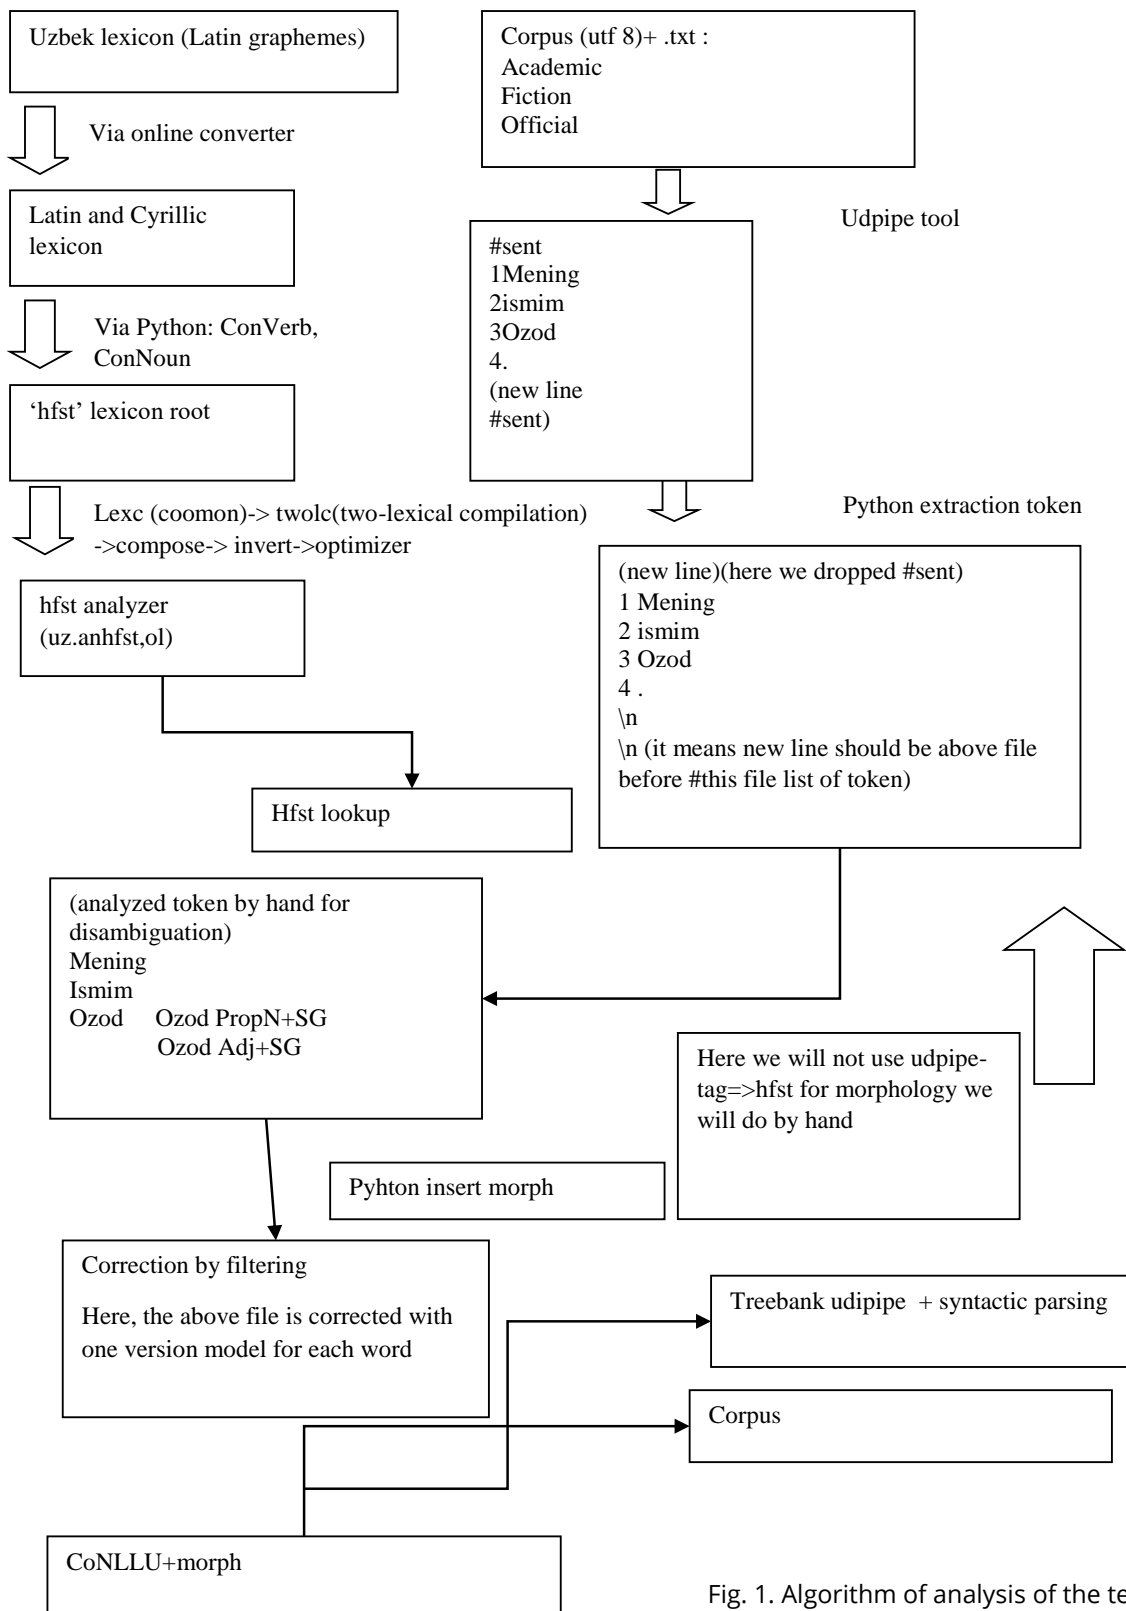 Uzbek lexicon (Latin graphemes)
Via online converter
Latin and Cyrillic
lexicon
Via Python: ConVerb,
ConNoun
‘hfst’ lexicon root
Lexc (coomon)-> twolc(two-lexical compilation)
->compose-> invert->optimizer
hfst analyzer
(uz.anhfst,ol)
Hfst lookup
Corpus (utf 8)+ .txt :
Academic
Fiction
Official
Udpipe tool
#sent
1Mening
2ismim
3Ozod
4.
(new line
#sent)
Python extraction token
(new line)(here we dropped #sent)
1 Mening
2 ismim
3 Ozod
4 .
\n
\n (it means new line should be above file
before #this file list of token)
(analyzed token by hand for
disambiguation)
Mening
Ismim
Ozod Ozod PropN+SG
Ozod Adj+SG
Here we will not use udpipe-
tag=>hfst for morphology we
will do by hand
Pyhton insert morph
Correction by filtering
Here, the above file is corrected with
one version model for each word
Treebank udipipe + syntactic parsing
Corpus
CoNLLU+morph
Fig. 1. Algorithm of analysis of the te